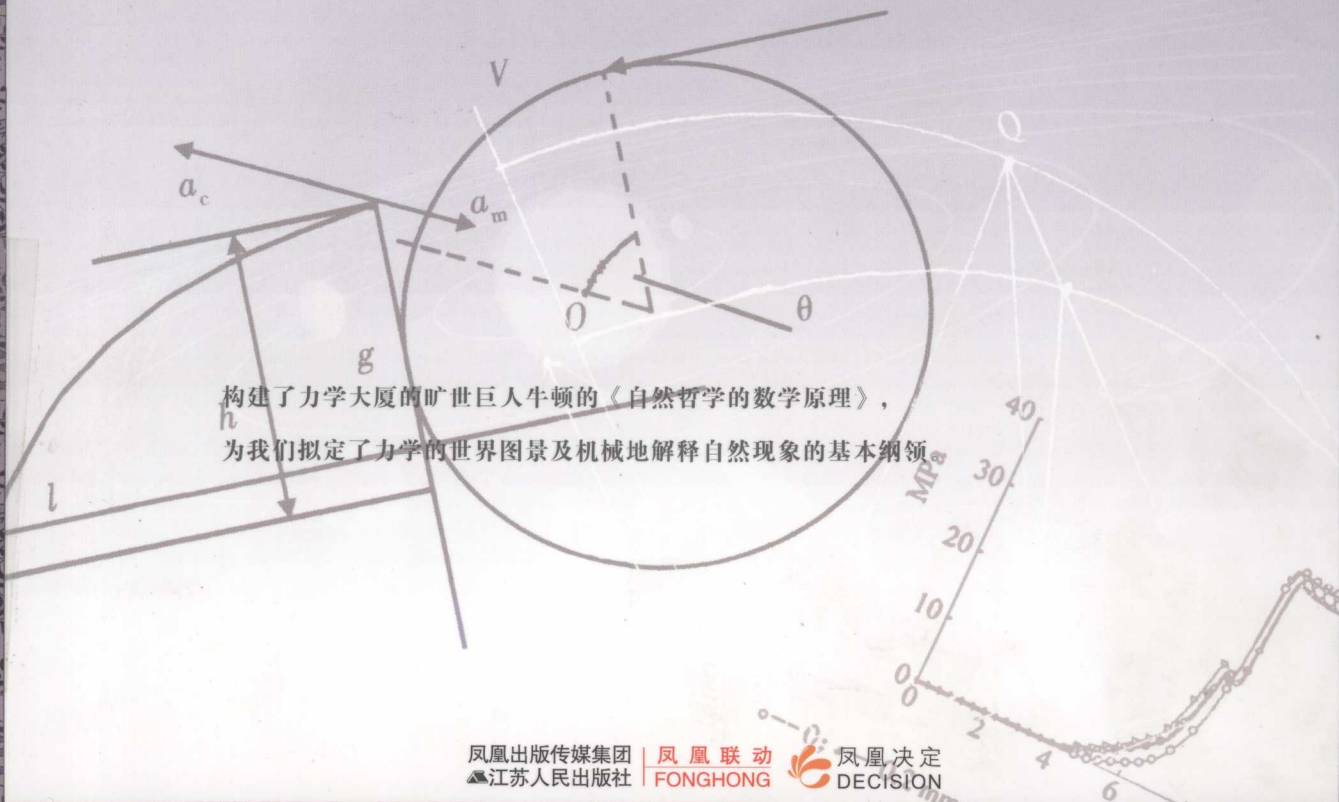 V
Q
a_c
a_m
O
θ
g
构建了力学大厦的旷世巨人牛顿的《自然哲学的数学原理》，
h
为我们拟定了力学的世界图景及机械地解释自然现象的基本纲领。
l
40
30
20
10
0
MPa
0
2
4
6
凤凰出版传媒集团
江苏人民出版社
凤凰联动
FONGHONG
凤凰决定
DECISION